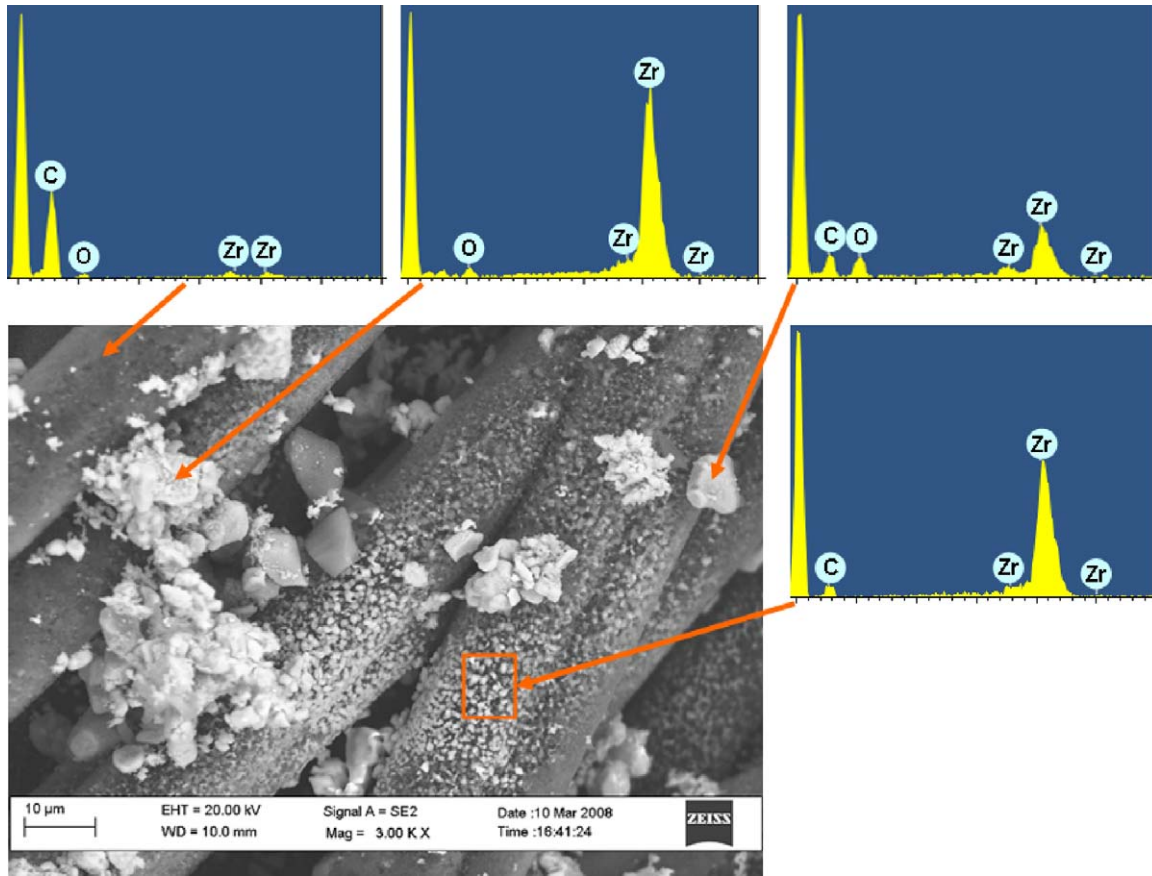 C
O
Zr
Zr
O
Zr
Zr
Zr
C
O
Zr
Zr
Zr
C
Zr
Zr
Zr
10 µm
EHT = 20.00 kV
WD = 10.0 mm
Signal A = SE2
Mag = 3.00 K X
Date :10 Mar 2008
Time :16:41:24
ZEISS